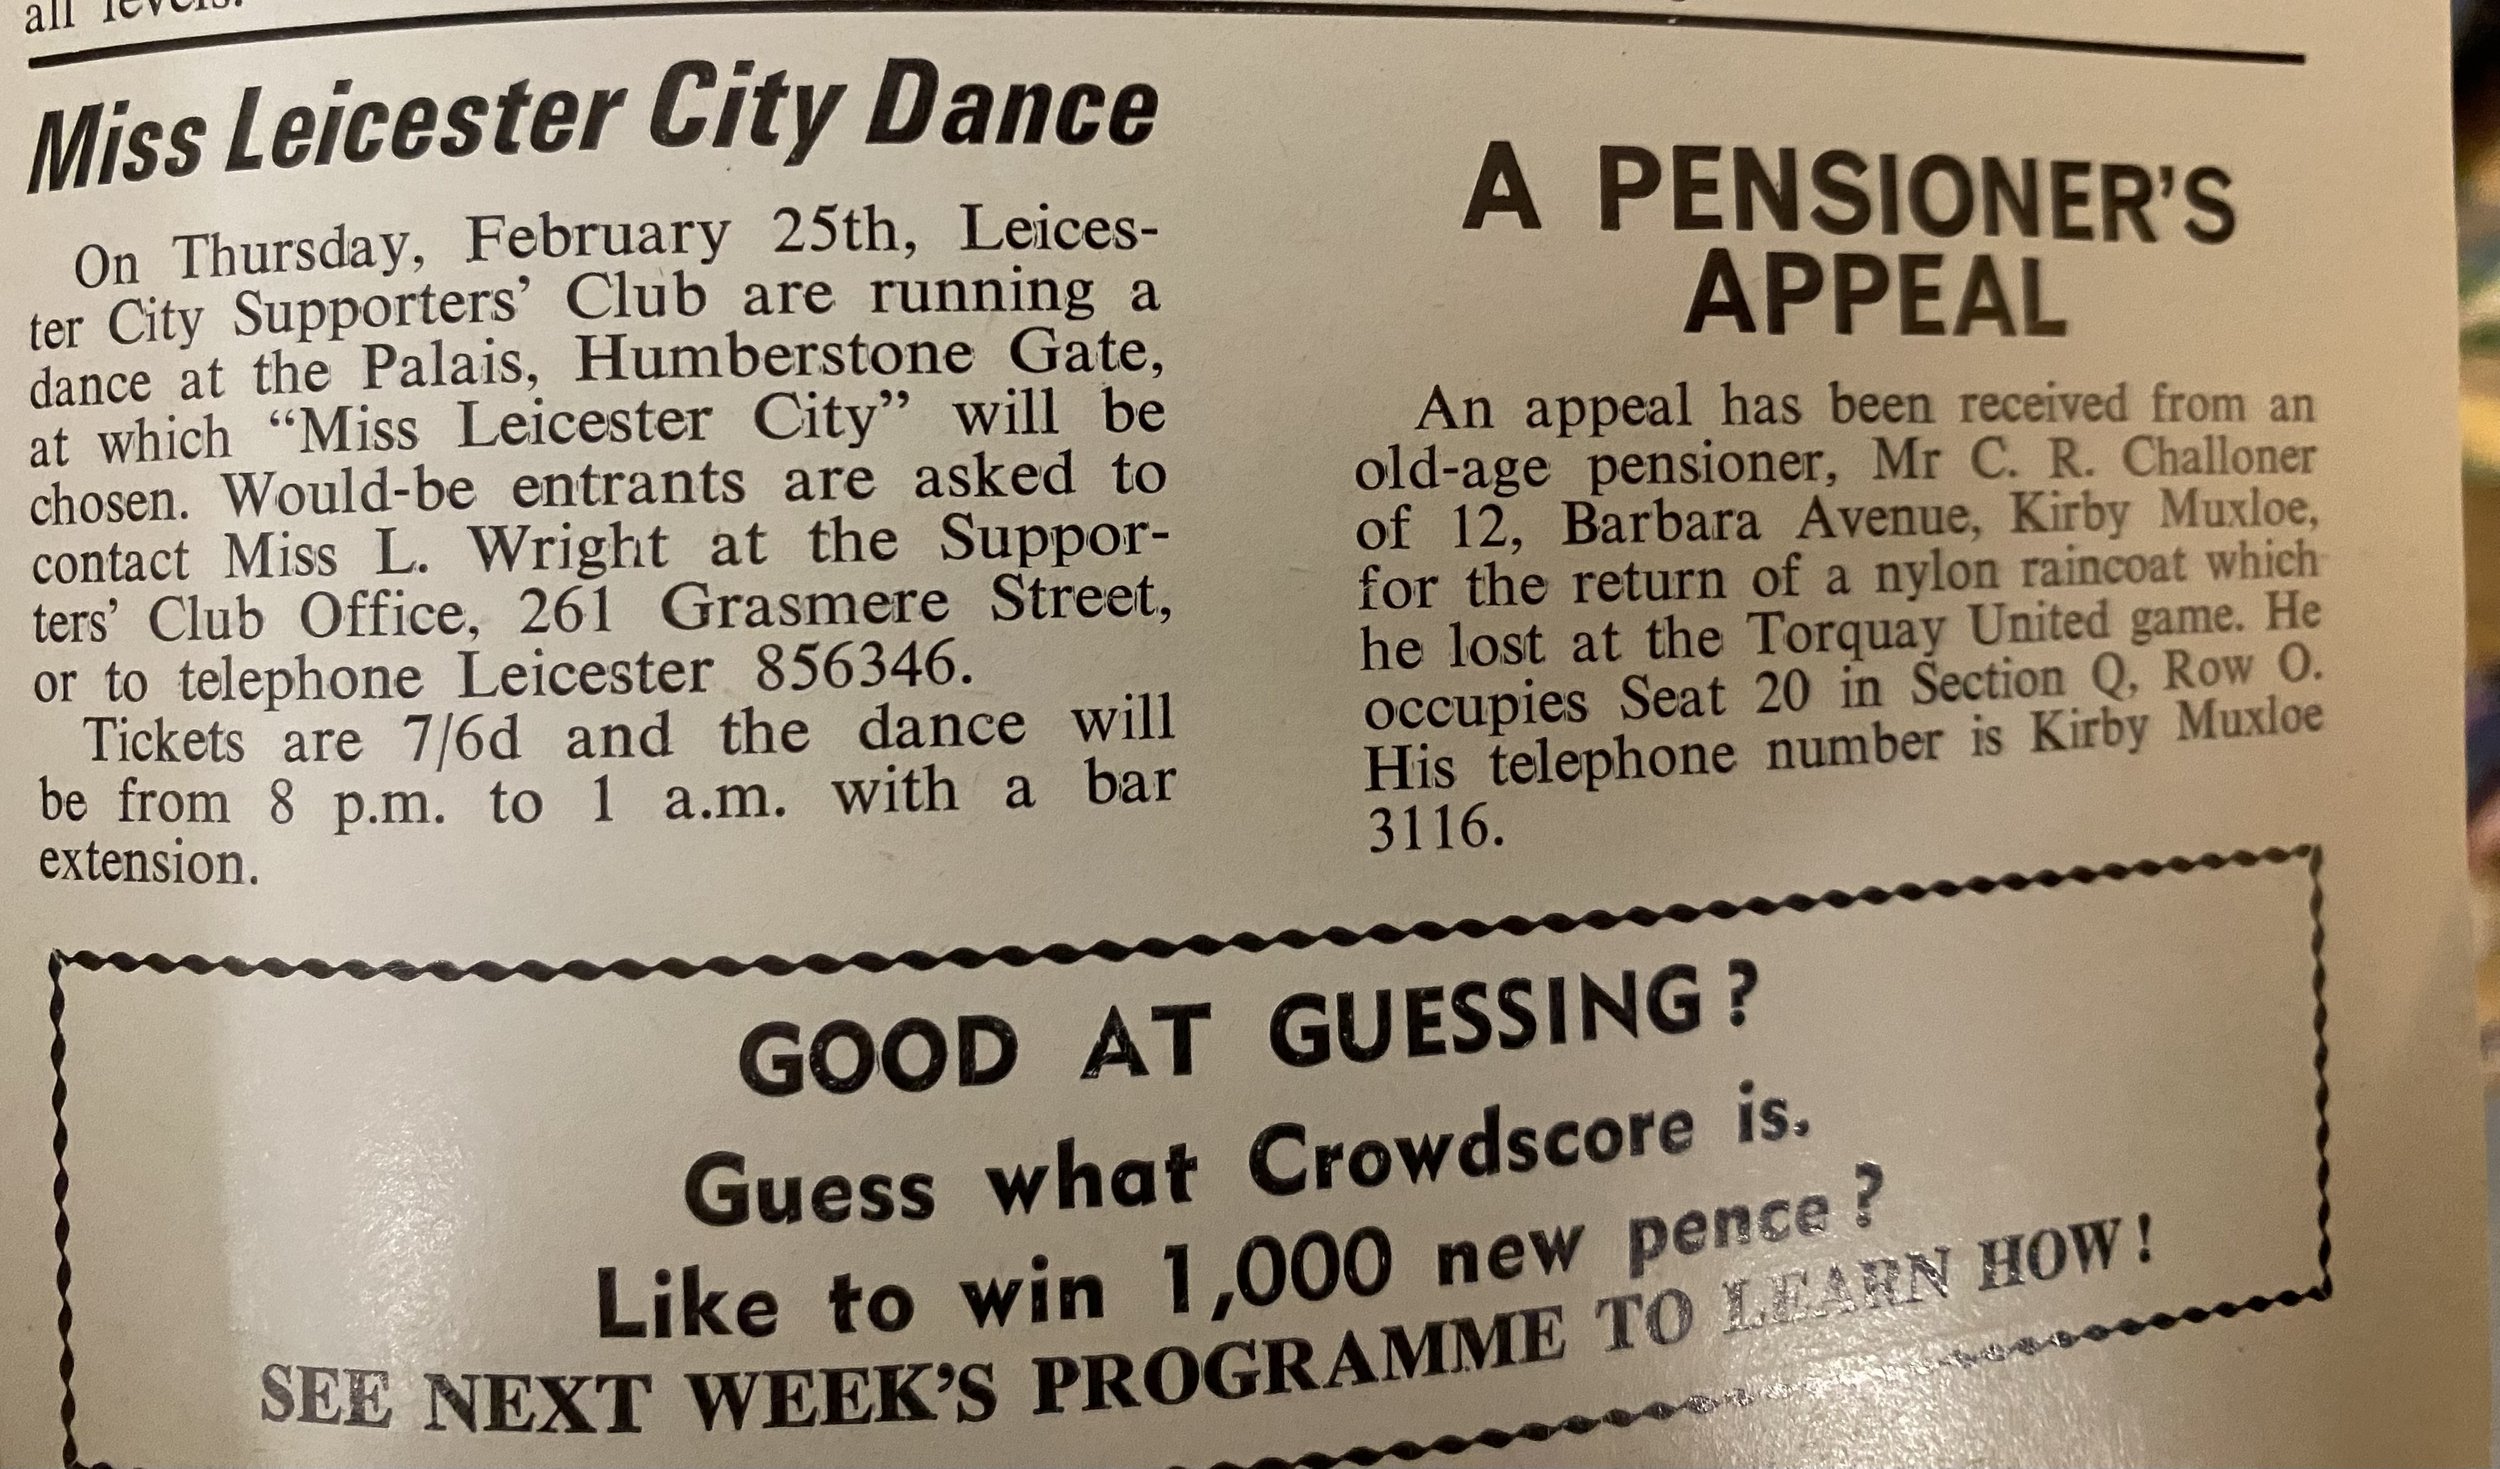 all levels.
Miss Leicester City Dance
On Thursday, February 25th, Leices-
ter City Supporters' Club are running a
dance at the Palais, Humberstone Gate,
at which "Miss Leicester City" will be
chosen. Would-be entrants are asked to
contact Miss L. Wright at the Suppor-
ters' Club Office, 261 Grasmere Street,
or to telephone Leicester 856346.
Tickets are 7/6d and the dance will
be from 8 p.m. to 1 a.m. with a bar
extension.
A PENSIONER'S
APPEAL
An appeal has been received from an
old-age pensioner, Mr C. R. Challoner
of 12, Barbara Avenue, Kirby Muxloe,
for the return of a nylon raincoat which
he lost at the Torquay United game. He
occupies Seat 20 in Section Q, Row O.
His telephone number is Kirby Muxloe
3116.
GOOD AT GUESSING?
Guess what Crowdscore is.
Like to win 1,000 new pence?
SEE NEXT WEEK'S PROGRAMME TO LEARN HOW!